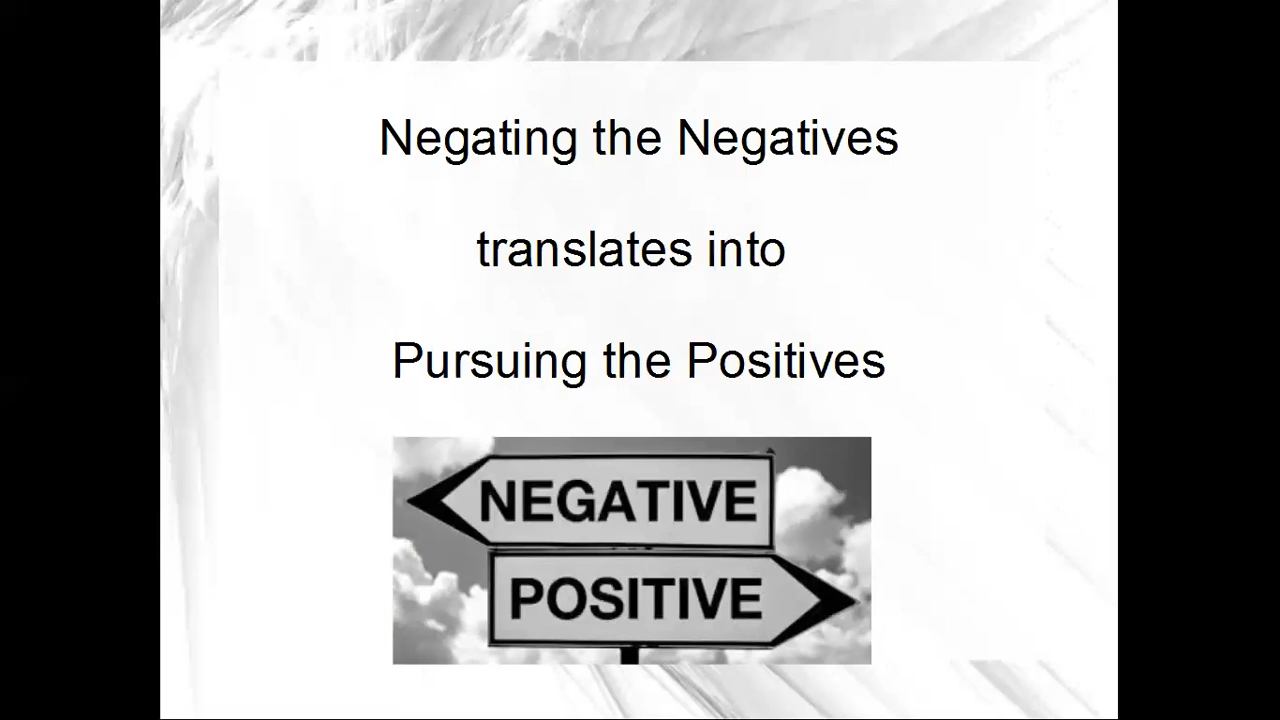 Negating the Negatives
translates into
Pursuing the Positives
NEGATIVE
POSITIVE